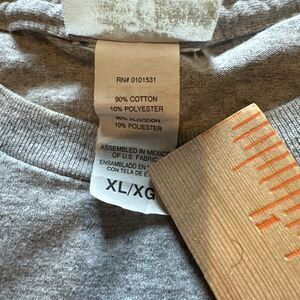 RN# 0101531
90% COTTON
10% POLYESTER
90% ALGODON
10% POLIESTER
ASSEMBLED IN MEXICO
OF U.S. FABRIC
ENSAMBLADO EN
CON TELA DE
XL/XG